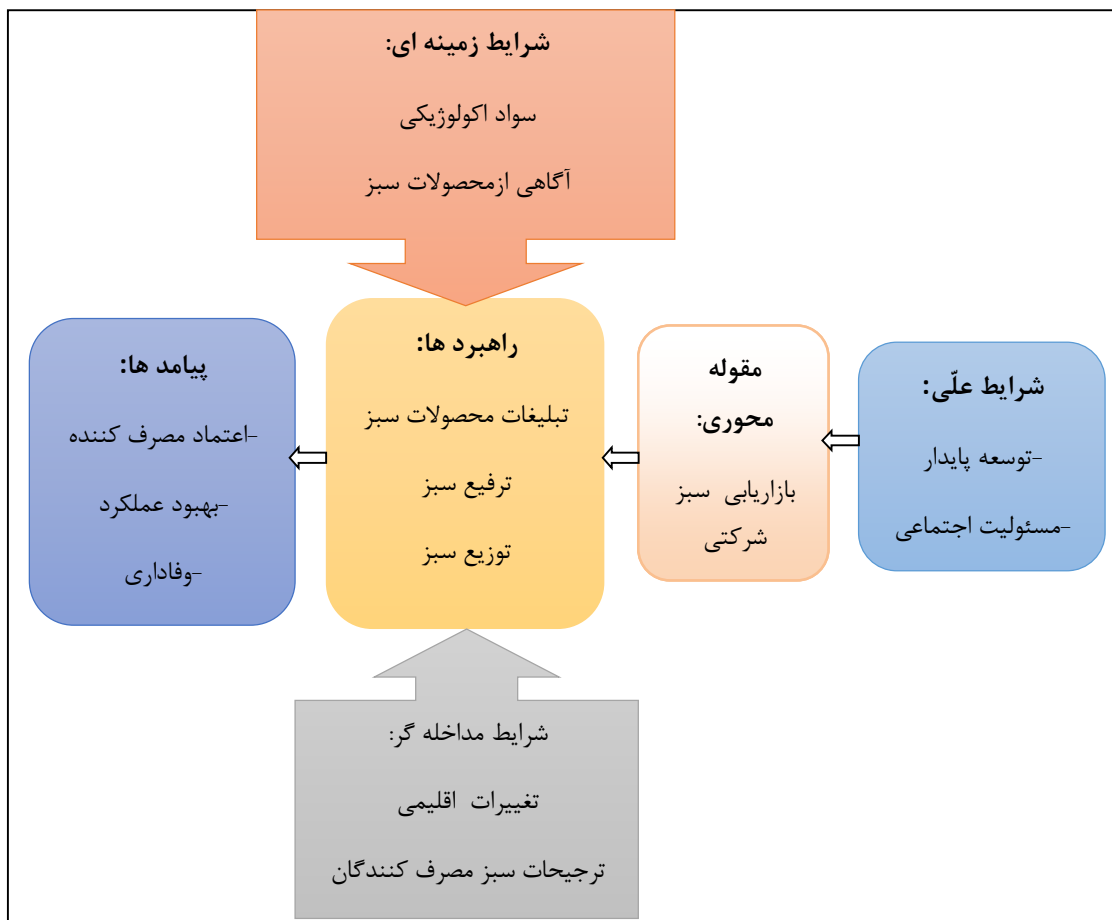 شرایط زمینه ای:
سواد اکولوژیکی
آگاهی ازمحصولات سبز
شرایط علّی:
-توسعه پایدار
-مسئولیت اجتماعی
مقوله
محوری:
بازاریابی سبز
شرکتی
راهبرد ها:
تبلیغات محصولات سبز
ترفیع سبز
توزیع سبز
پیامد ها:
-اعتماد مصرف کننده
-بهبود عملکرد
-وفاداری
شرایط مداخله گر:
تغییرات اقلیمی
ترجیحات سبز مصرف کنندگان